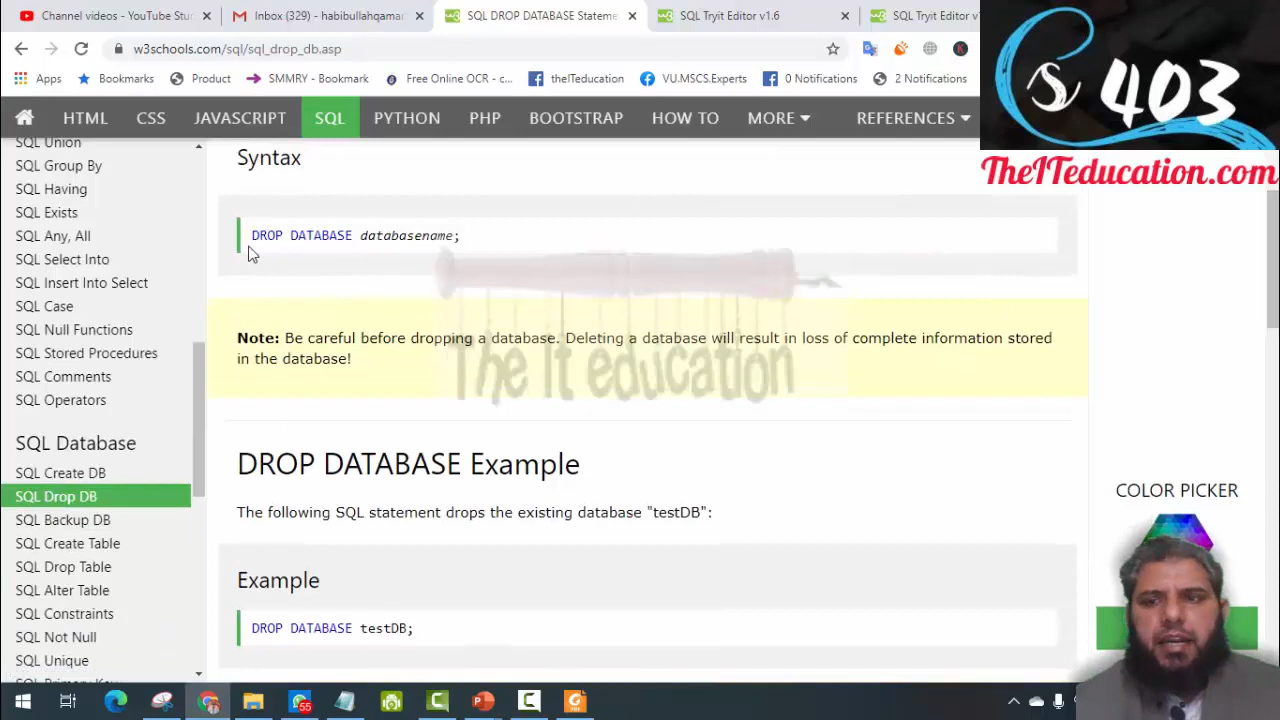 Channel videos - YouTube Stu
Inbox (329) - habibullahqamar
SQL DROP DATABASE Stateme
SQL Tryit Editor v1.6
SQL Tryit Editor v
w3schools.com/sql/sql_drop_db.asp
K
Apps
Bookmarks
Product
SMMRY - Bookmark
Free Online OCR - c...
theITeducation
VU.MSCS.Experts
0 Notifications
2 Notifications
CS 403
TheITeducation.com
HTML
CSS
JAVASCRIPT
SQL
PYTHON
PHP
BOOTSTRAP
HOW TO
MORE
REFERENCES
SQL Union
SQL Group By
SQL Having
SQL Exists
SQL Any, All
SQL Select Into
SQL Insert Into Select
SQL Case
SQL Null Functions
SQL Stored Procedures
SQL Comments
SQL Operators
SQL Database
SQL Create DB
SQL Drop DB
SQL Backup DB
SQL Create Table
SQL Drop Table
SQL Alter Table
SQL Constraints
SQL Not Null
SQL Unique
SQL Primary Key
Syntax
DROP DATABASE databasename;
Note: Be careful before dropping a database. Deleting a database will result in loss of complete information stored
in the database!
The It education
DROP DATABASE Example
The following SQL statement drops the existing database "testDB":
Example
DROP DATABASE testDB;
COLOR PICKER
55